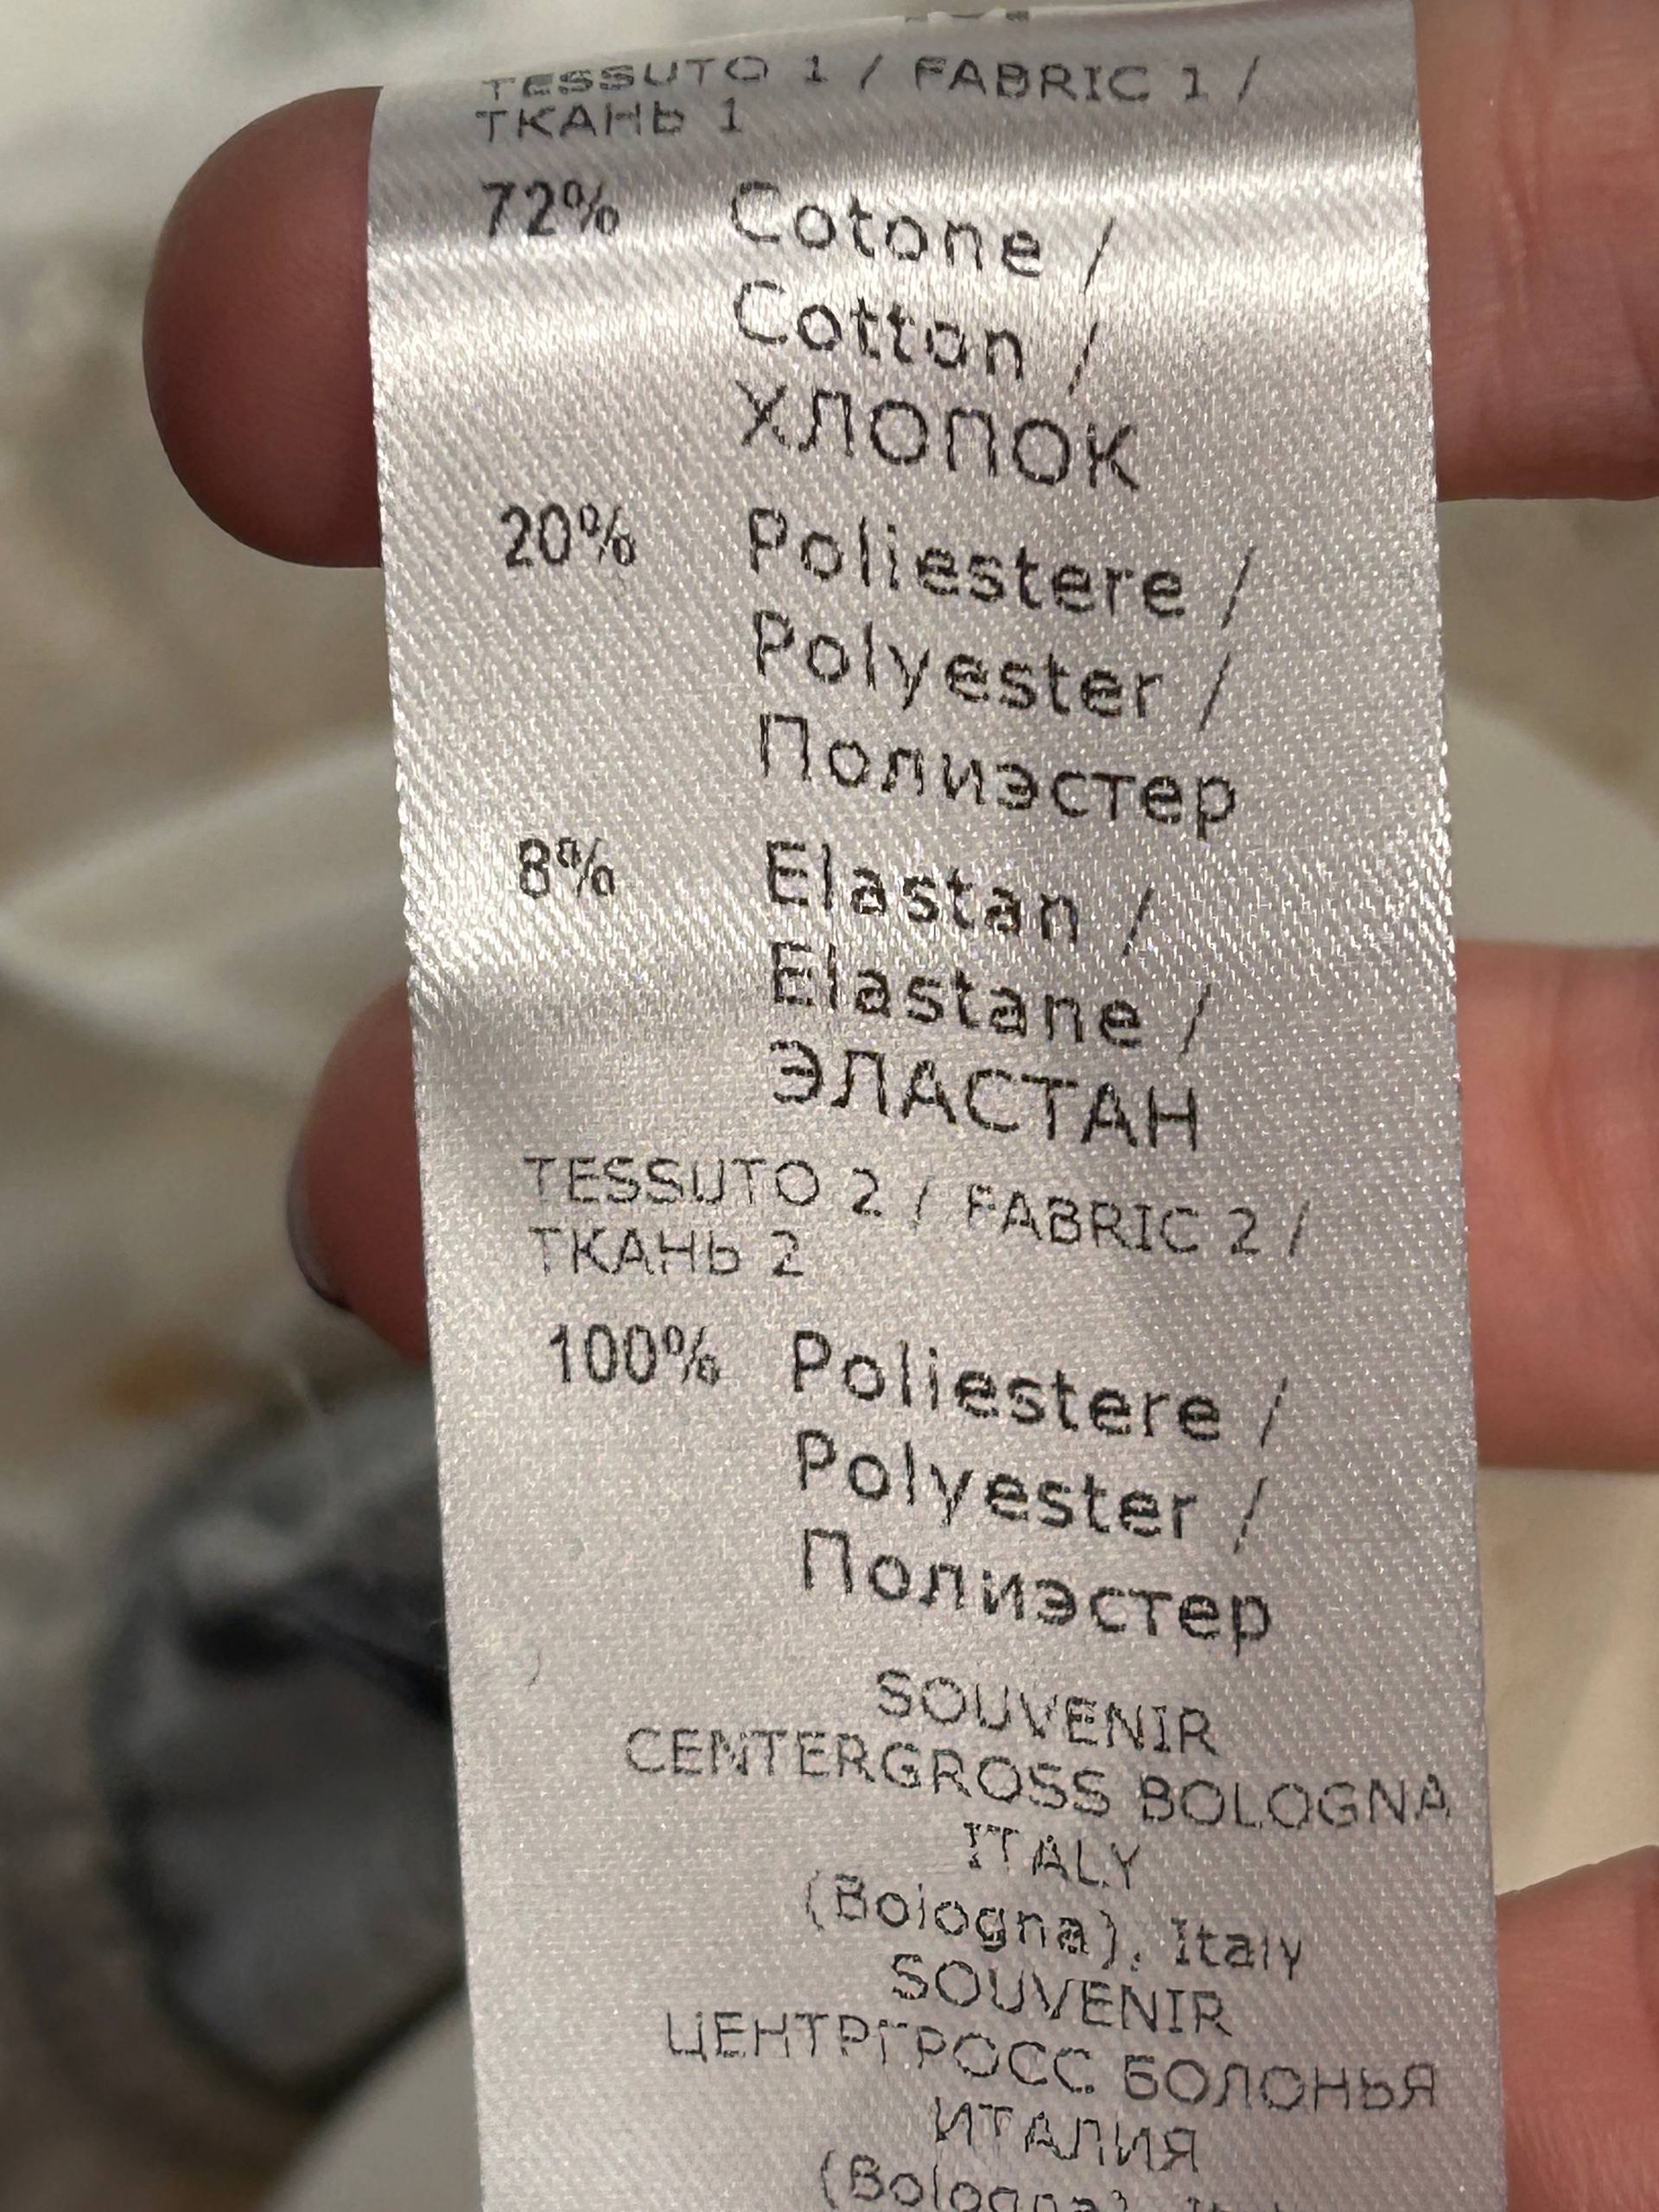 TESSUTO 1 / FABRIC 1 /
ТКАНЬ 1
72% Cotone /
Cotton /
ХЛОПОК
20% Poliestere /
Polyester /
Полиэстер
8% Elastan /
Elastane /
ЭЛАСТАН
TESSUTO 2 / FABRIC 2 /
ТКАНЬ 2
100% Poliestere /
Polyester /
Полиэстер
SOUVENIR
CENTERGROSS BOLOGNA
ITALY
(Bologna), Italy
SOUVENIR
ЦЕНТРГРОСС БОЛОНЬЯ
ИТАЛИЯ
(Bologna),